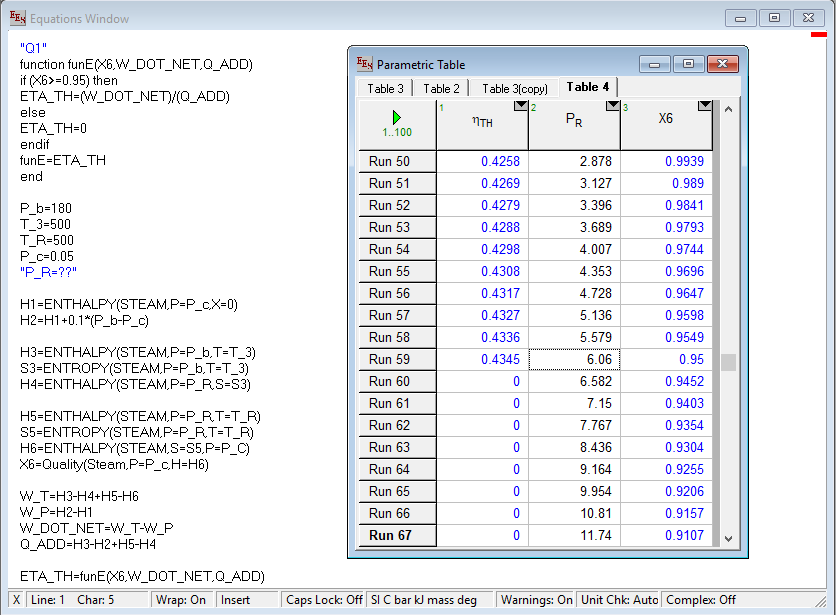 EES Equations Window
"Q1"
function funE(X6,W_DOT_NET,Q_ADD)
if (X6>=0.95) then
ETA_TH=(W_DOT_NET)/(Q_ADD)
else
ETA_TH=0
endif
funE=ETA_TH
end
P_b=180
T_3=500
T_R=500
P_c=0.05
"P_R=??"
H1=ENTHALPY(STEAM,P=P_c,X=0)
H2=H1+0.1*(P_b-P_c)
H3=ENTHALPY(STEAM,P=P_b,T=T_3)
S3=ENTROPY(STEAM,P=P_b,T=T_3)
H4=ENTHALPY(STEAM,P=P_R,S=S3)
H5=ENTHALPY(STEAM,P=P_R,T=T_R)
S5=ENTROPY(STEAM,P=P_R,T=T_R)
H6=ENTHALPY(STEAM,S=S5,P=P_C)
X6=Quality(Steam,P=P_c,H=H6)
W_T=H3-H4+H5-H6
W_P=H2-H1
W_DOT_NET=W_T-W_P
Q_ADD=H3-H2+H5-H4
ETA_TH=funE(X6,W_DOT_NET,Q_ADD)
EES Parametric Table
Table 3 Table 2 Table 3(copy) Table 4
1..100 1 ηTH 2 PR 3 X6
Run 50 0.4258 2.878 0.9939
Run 51 0.4269 3.127 0.989
Run 52 0.4279 3.396 0.9841
Run 53 0.4288 3.689 0.9793
Run 54 0.4298 4.007 0.9744
Run 55 0.4308 4.353 0.9696
Run 56 0.4317 4.728 0.9647
Run 57 0.4327 5.136 0.9598
Run 58 0.4336 5.579 0.9549
Run 59 0.4345 6.06 0.95
Run 60 0 6.582 0.9452
Run 61 0 7.15 0.9403
Run 62 0 7.767 0.9354
Run 63 0 8.436 0.9304
Run 64 0 9.164 0.9255
Run 65 0 9.954 0.9206
Run 66 0 10.81 0.9157
Run 67 0 11.74 0.9107
X Line: 1 Char: 5 Wrap: On Insert Caps Lock: Off SI C bar kJ mass deg Warnings: On Unit Chk: Auto Complex: Off